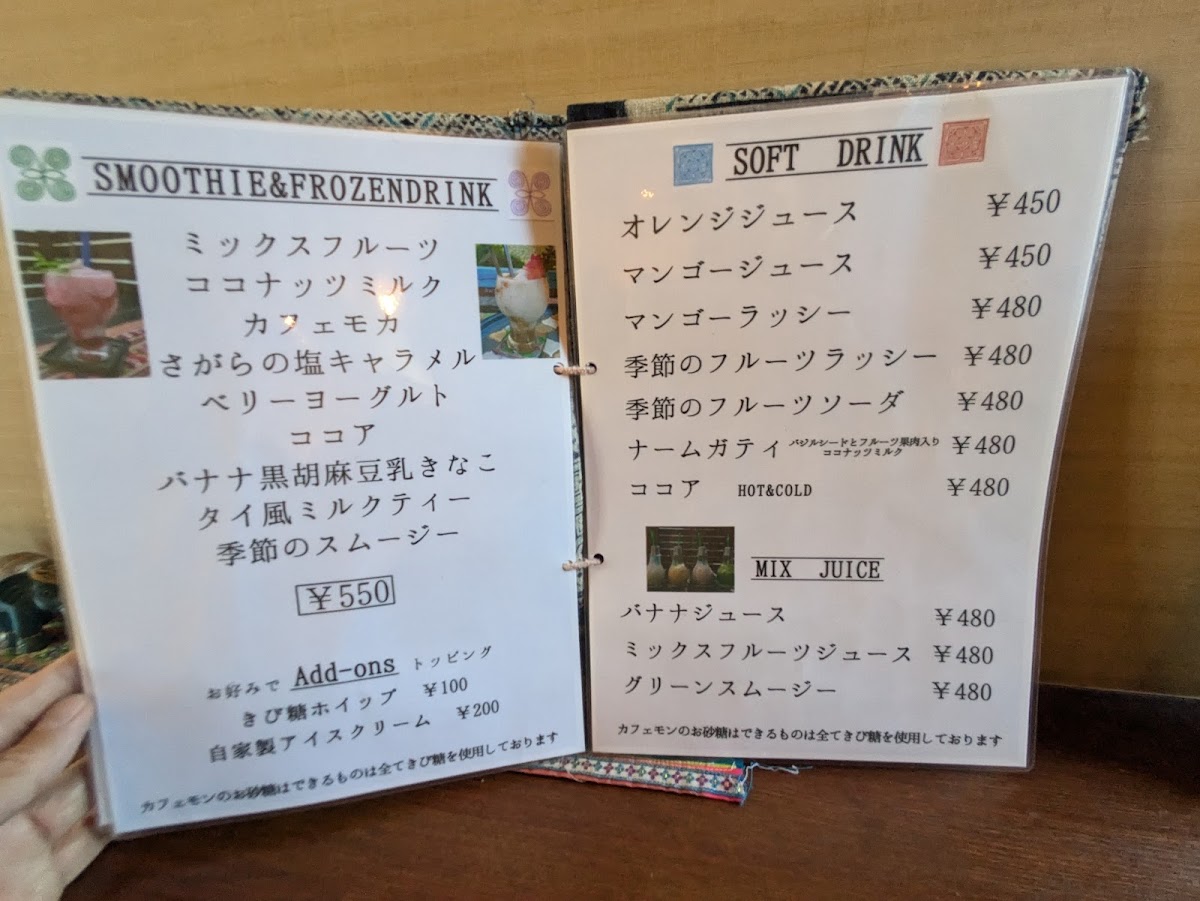 SMOOTHIE&FROZENDRINK
ミックスフルーツ
ココナッツミルク
カフェモカ
さがらの塩キャラメル
ベリーヨーグルト
ココア
バナナ黒胡麻豆乳きなこ
タイ風ミルクティー
季節のスムージー
￥550
お好みで Add-ons トッピング
きび糖ホイップ ￥100
自家製アイスクリーム ￥200
カフェモンのお砂糖はできるものは全てきび糖を使用しております
SOFT DRINK
オレンジジュース ￥450
マンゴージュース ￥450
マンゴーラッシー ￥480
季節のフルーツラッシー ￥480
季節のフルーツソーダ ￥480
ナームガティ バジルシードとフルーツ果肉入り ココナッツミルク ￥480
ココア HOT&COLD ￥480
MIX JUICE
バナナジュース ￥480
ミックスフルーツジュース ￥480
グリーンスムージー ￥480
カフェモンのお砂糖はできるものは全てきび糖を使用しております